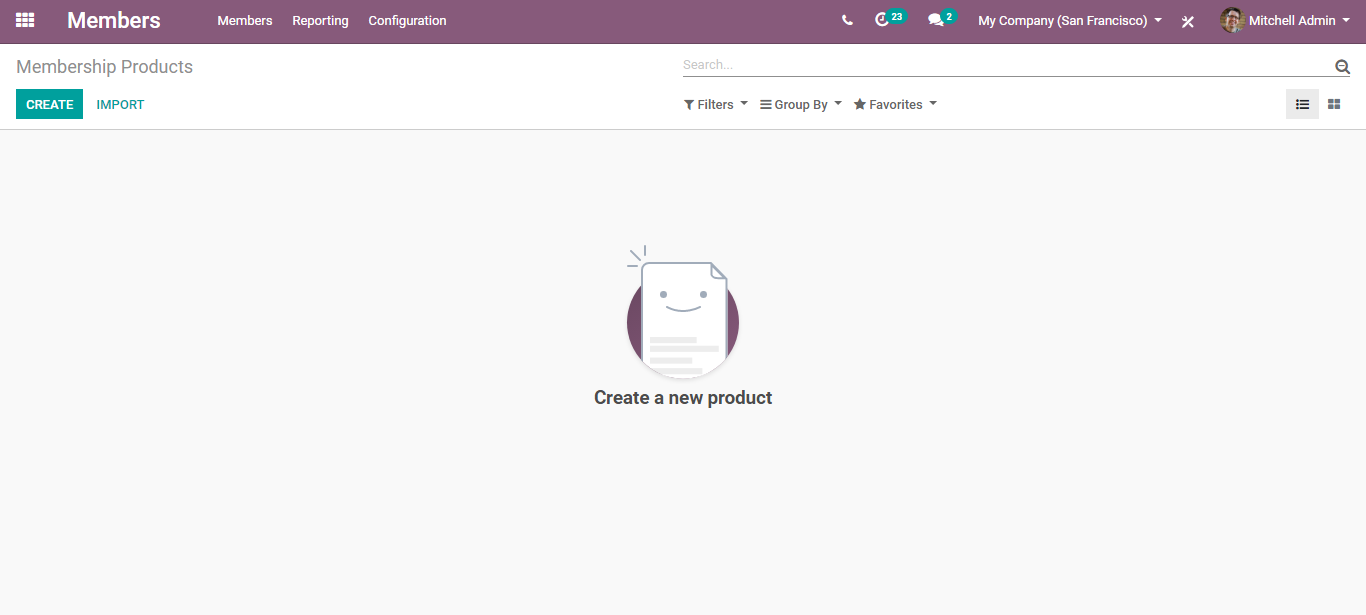 Members Members Reporting Configuration 23 2 My Company (San Francisco) Mitchell Admin
Membership Products Search...
CREATE IMPORT Filters Group By Favorites
Create a new product